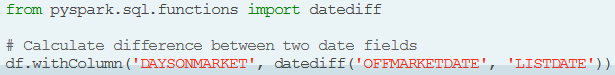 from pyspark.sql.functions import datediff
# Calculate difference between two date fields
df.withColumn('DAYSONMARKET', datediff('OFFMARKETDATE', 'LISTDATE'))